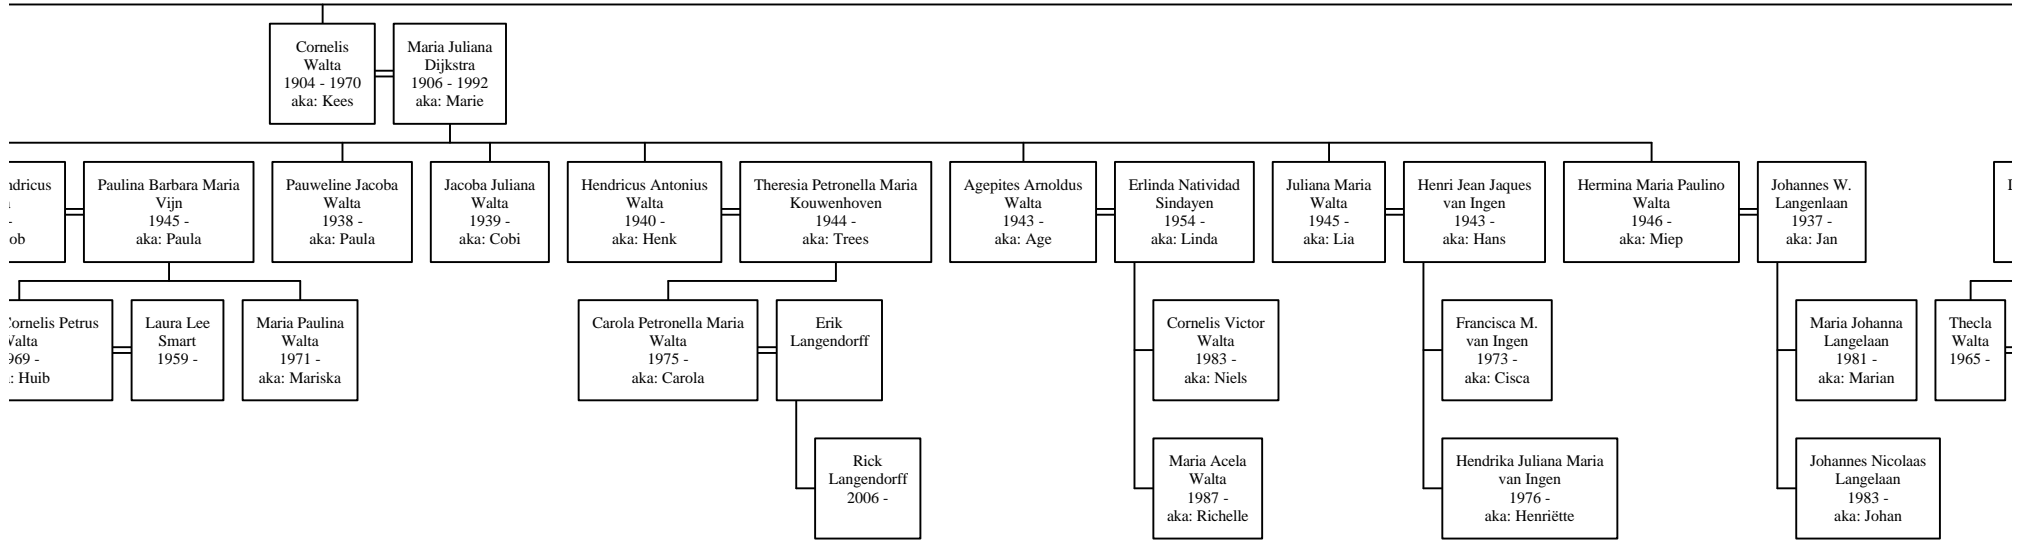 Cornelis
Walta
1904 - 1970
aka: Kees
Maria Juliana
Dijkstra
1906 - 1992
aka: Marie
Paulina Barbara Maria
Vijn
1945 -
aka: Paula
Pauweline Jacoba
Walta
1938 -
aka: Paula
Jacoba Juliana
Walta
1939 -
aka: Cobi
Hendricus Antonius
Walta
1940 -
aka: Henk
Theresia Petronella Maria
Kouwenhoven
1944 -
aka: Trees
Agepites Arnoldus
Walta
1943 -
aka: Age
Erlinda Natividad
Sindayen
1954 -
aka: Linda
Juliana Maria
Walta
1945 -
aka: Lia
Henri Jean Jaques
van Ingen
1943 -
aka: Hans
Hermina Maria Paulino
Walta
1946 -
aka: Miep
Johannes W.
Langenlaan
1937 -
aka: Jan
Petrus
: Huib
Laura Lee
Smart
1959 -
Maria Paulina
Walta
1971 -
aka: Mariska
Carola Petronella Maria
Walta
1975 -
aka: Carola
Erik
Langendorff
Cornelis Victor
Walta
1983 -
aka: Niels
Francisca M.
van Ingen
1973 -
aka: Cisca
Maria Johanna
Langelaan
1981 -
aka: Marian
Thecla
Walta
1965 -
Rick
Langendorff
2006 -
Maria Acela
Walta
1987 -
aka: Richelle
Hendrika Juliana Maria
van Ingen
1976 -
aka: Henriëtte
Johannes Nicolaas
Langelaan
1983 -
aka: Johan